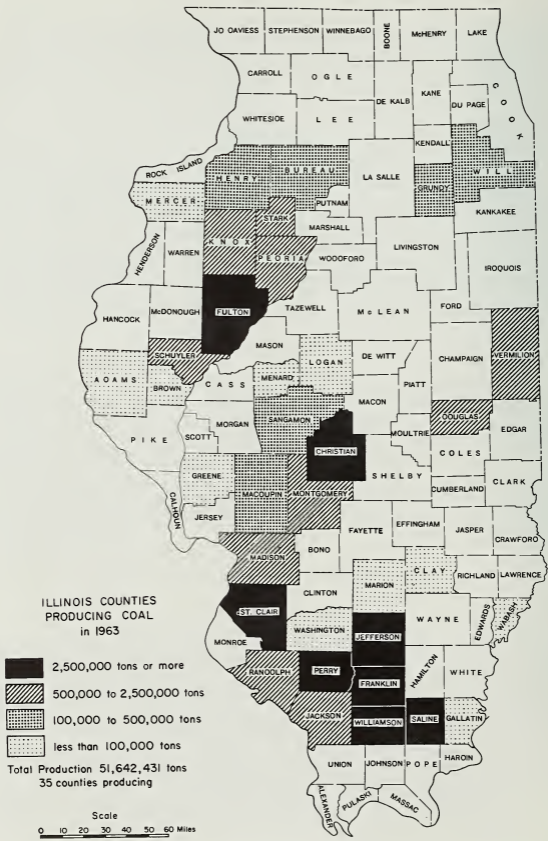 JO DAVIESS STEPHENSON WINNEBAGO BOONE McHENRY LAKE
CARROLL OGLE KANE
DE KALB DU PAGE COOK
WHITESIDE LEE
KENDALL
ROCK ISLAND HENRY BUREAU LA SALLE GRUNDY WILL
MERCER PUTNAM
STARK KANKAKEE
KNOX MARSHALL
HENDERSON WARREN PEORIA WOODFORD LIVINGSTON
IROQUOIS
FULTON TAZEWELL McLEAN FORD
HANCOCK McDONOUGH
MASON
SCHUYLER LOGAN DE WITT CHAMPAIGN VERMILION
ADAMS BROWN CASS MENARD PIATT
MACON
MORGAN SANGAMON DOUGLAS
PIKE SCOTT CHRISTIAN MOULTRIE EDGAR
COLES
SHELBY
GREENE MACOUPIN MONTGOMERY CUMBERLAND CLARK
CALHOUN JERSEY
FAYETTE EFFINGHAM JASPER
CRAWFORD
MADISON BOND
CLAY RICHLAND LAWRENCE
CLINTON MARION
ST. CLAIR WAYNE EDWARDS WABASH
WASHINGTON JEFFERSON
MONROE
RANDOLPH PERRY FRANKLIN HAMILTON WHITE
JACKSON WILLIAMSON SALINE GALLATIN
UNION JOHNSON POPE HARDIN
ALEXANDER PULASKI MASSAC
ILLINOIS COUNTIES
PRODUCING COAL
in 1963
2,500,000 tons or more
500,000 to 2,500,000 tons
100,000 to 500,000 tons
less than 100,000 tons
Total Production 51,642,431 tons
35 counties producing
Scale
0 10 20 30 40 50 60 Miles